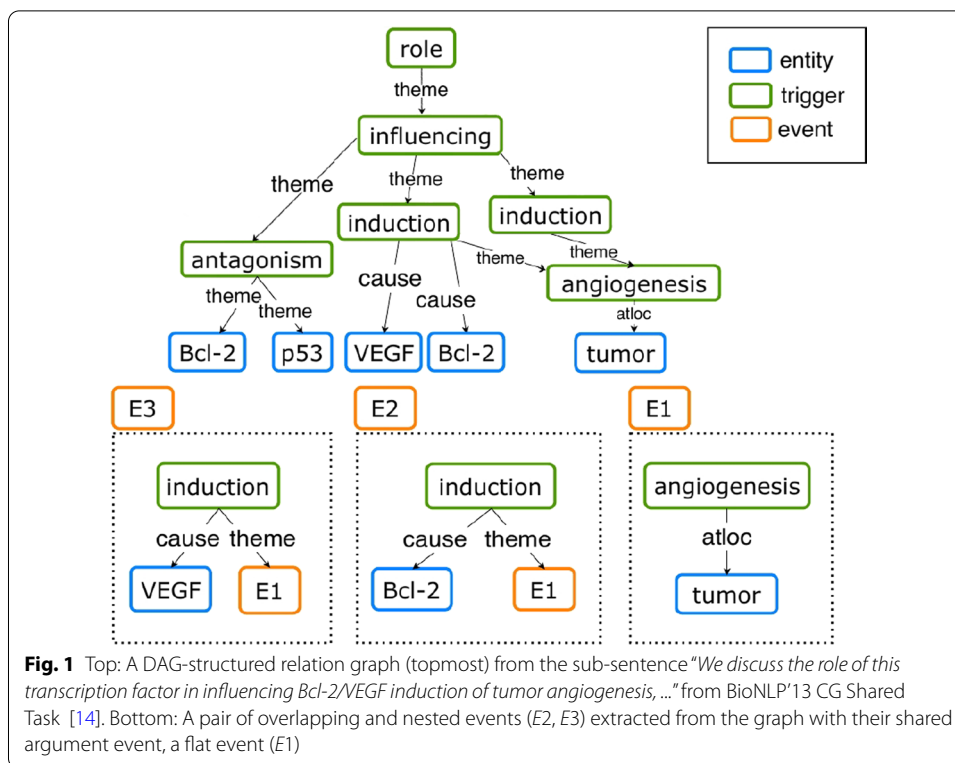 role
entity
trigger
event
theme
influencing
theme
theme
theme
induction
induction
antagonism
theme
theme
angiogenesis
cause
cause
theme
theme
atloc
Bcl-2
p53
VEGF
Bcl-2
tumor
E3
E2
E1
induction
induction
angiogenesis
cause theme
cause theme
atloc
VEGF
E1
Bcl-2
E1
tumor
Fig. 1 Top: A DAG-structured relation graph (topmost) from the sub-sentence "We discuss the role of this
transcription factor in influencing Bcl-2/VEGF induction of tumor angiogenesis, ..." from BioNLP'13 CG Shared
Task [14]. Bottom: A pair of overlapping and nested events (E2, E3) extracted from the graph with their shared
argument event, a flat event (E1)